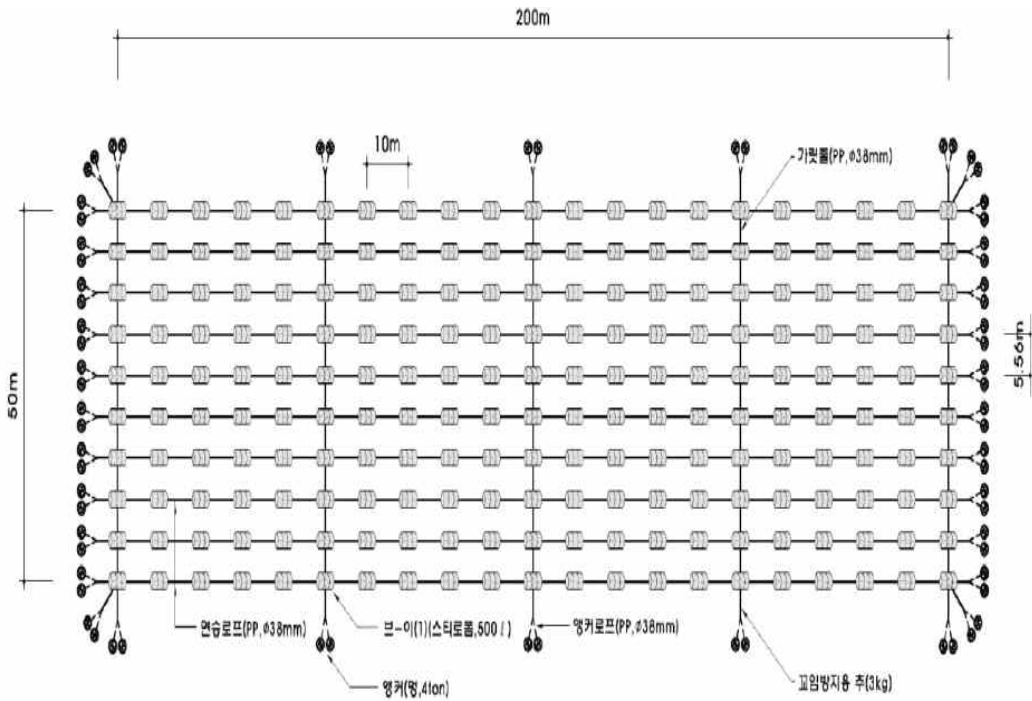 200m
10m
가릿줄(PP,Φ38mm)
50m
5.56m
연승로프(PP,Φ38mm)
브-이(1)(스티로폼,500ℓ)
앵커로프(PP,Φ38mm)
앵커(멍,4ton)
꼬임방지용 추(3kg)